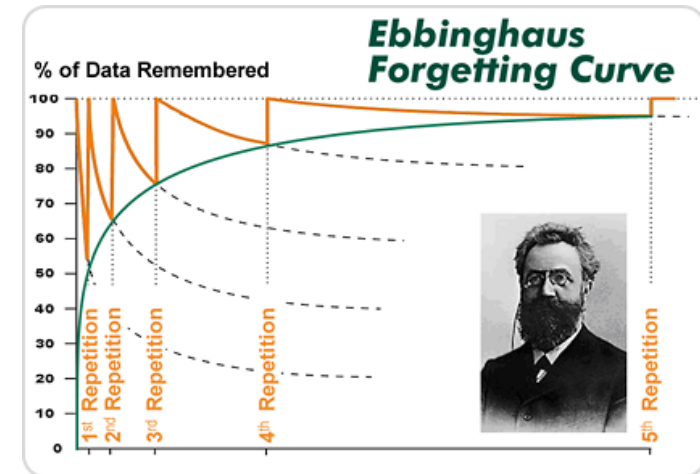 Ebbinghaus
Forgetting Curve
% of Data Remembered
100
90
80
70
60
50
40
30
20
10
0
1st Repetition
2nd Repetition
3rd Repetition
4th Repetition
5th Repetition